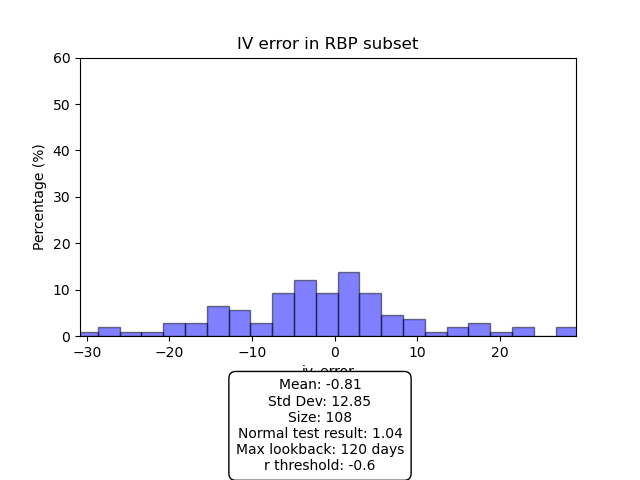 IV error in RBP subset
Percentage (%)
60
50
40
30
20
10
0
−30
−20
−10
0
10
20
iv_error
Mean: -0.81
Std Dev: 12.85
Size: 108
Normal test result: 1.04
Max lookback: 120 days
r threshold: -0.6